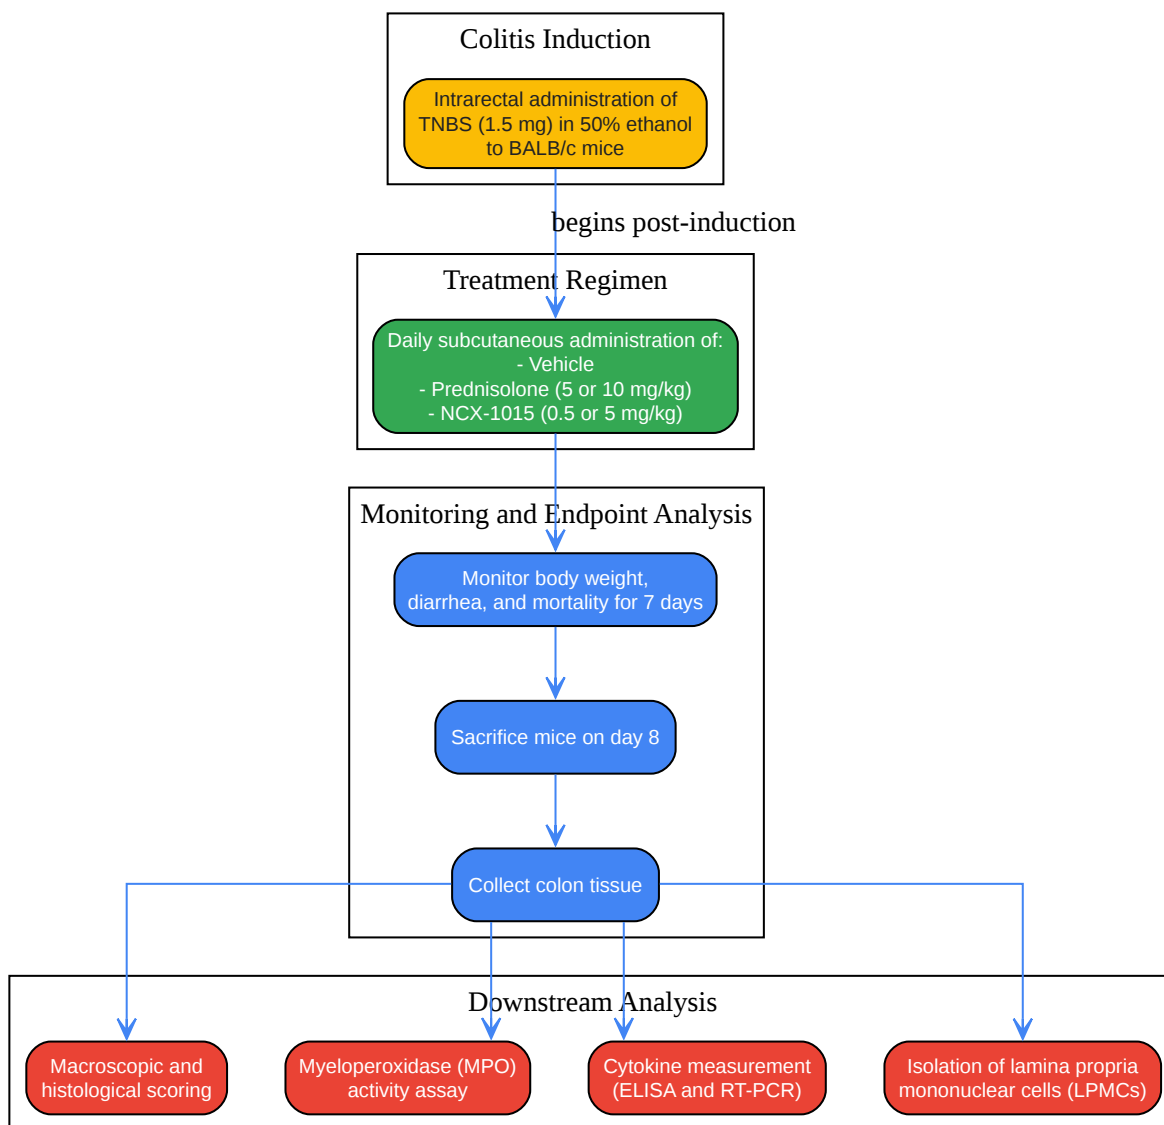 Colitis Induction
Intrarectal administration of
TNBS (1.5 mg) in 50% ethanol
to BALB/c mice
begins post-induction
Treatment Regimen
Daily subcutaneous administration of:
- Vehicle
- Prednisolone (5 or 10 mg/kg)
- NCX-1015 (0.5 or 5 mg/kg)
Monitoring and Endpoint Analysis
Monitor body weight,
diarrhea, and mortality for 7 days
Sacrifice mice on day 8
Collect colon tissue
Downstream Analysis
Macroscopic and
histological scoring
Myeloperoxidase (MPO)
activity assay
Cytokine measurement
(ELISA and RT-PCR)
Isolation of lamina propria
mononuclear cells (LPMCs)